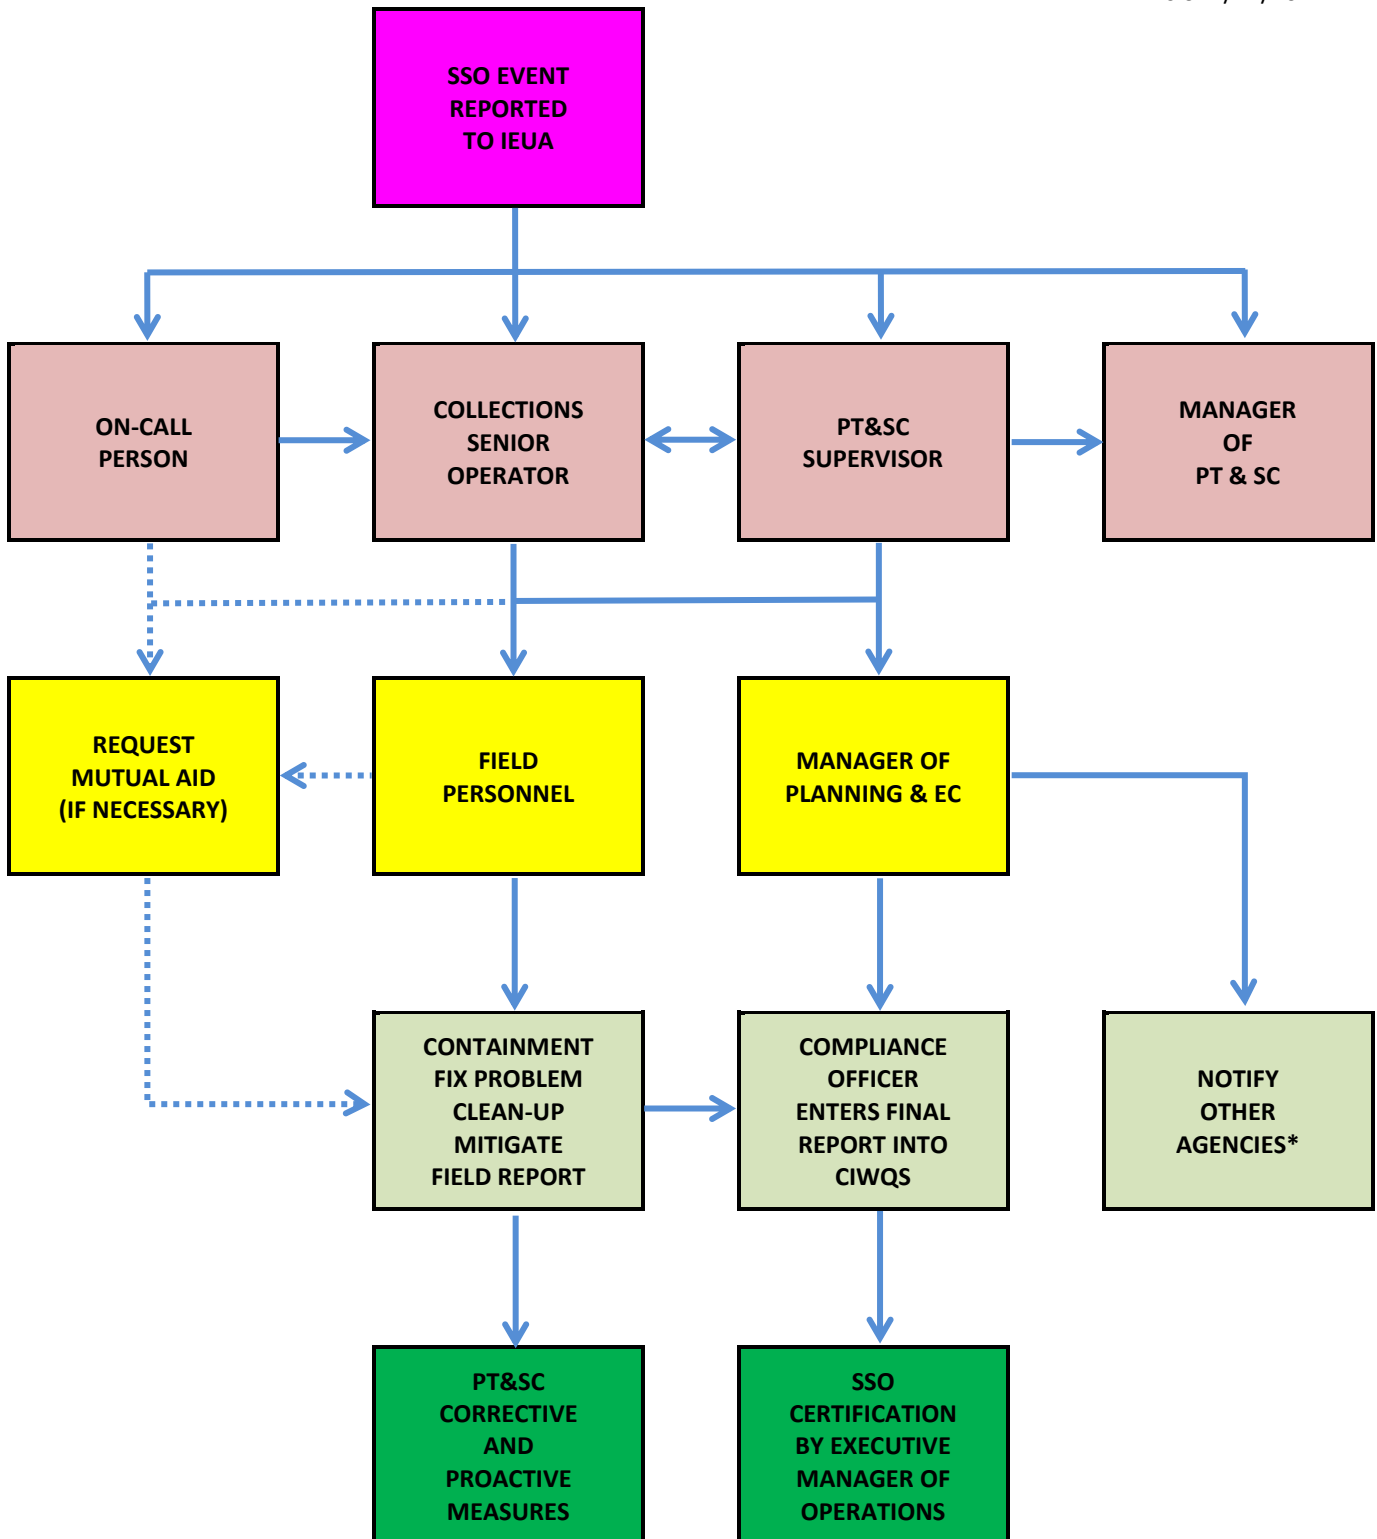 SSO EVENT
REPORTED
TO IEUA
ON-CALL
PERSON
COLLECTIONS
SENIOR
OPERATOR
PT&SC
SUPERVISOR
MANAGER
OF
PT & SC
REQUEST
MUTUAL AID
(IF NECESSARY)
FIELD
PERSONNEL
MANAGER OF
PLANNING & EC
CONTAINMENT
FIX PROBLEM
CLEAN-UP
MITIGATE
FIELD REPORT
COMPLIANCE
OFFICER
ENTERS FINAL
REPORT INTO
CIWQS
NOTIFY
OTHER
AGENCIES*
PT&SC
CORRECTIVE
AND
PROACTIVE
MEASURES
SSO
CERTIFICATION
BY EXECUTIVE
MANAGER OF
OPERATIONS